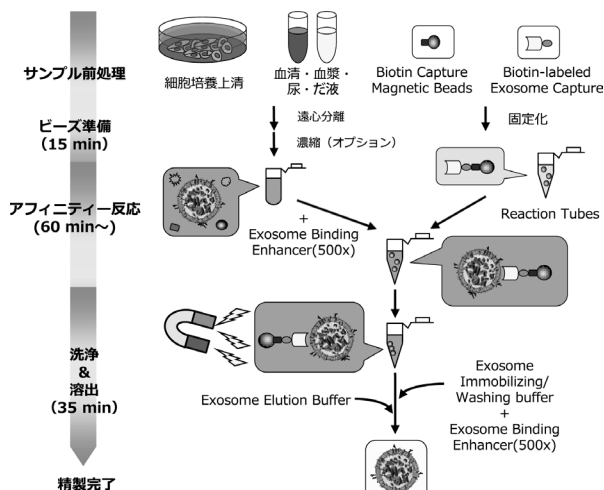 サンプル前処理
ビーズ準備
(15 min)
アフィニティー反応
(60 min～)
洗浄
&
溶出
(35 min)
精製完了
細胞培養上清
血清・血漿・
尿・だ液
Biotin Capture
Magnetic Beads
Biotin-labeled
Exosome Capture
遠心分離
濃縮（オプション）
固定化
Reaction Tubes
+
Exosome Binding
Enhancer(500x)
Exosome Elution Buffer
Exosome
Immobilizing/
Washing buffer
+
Exosome Binding
Enhancer(500x)